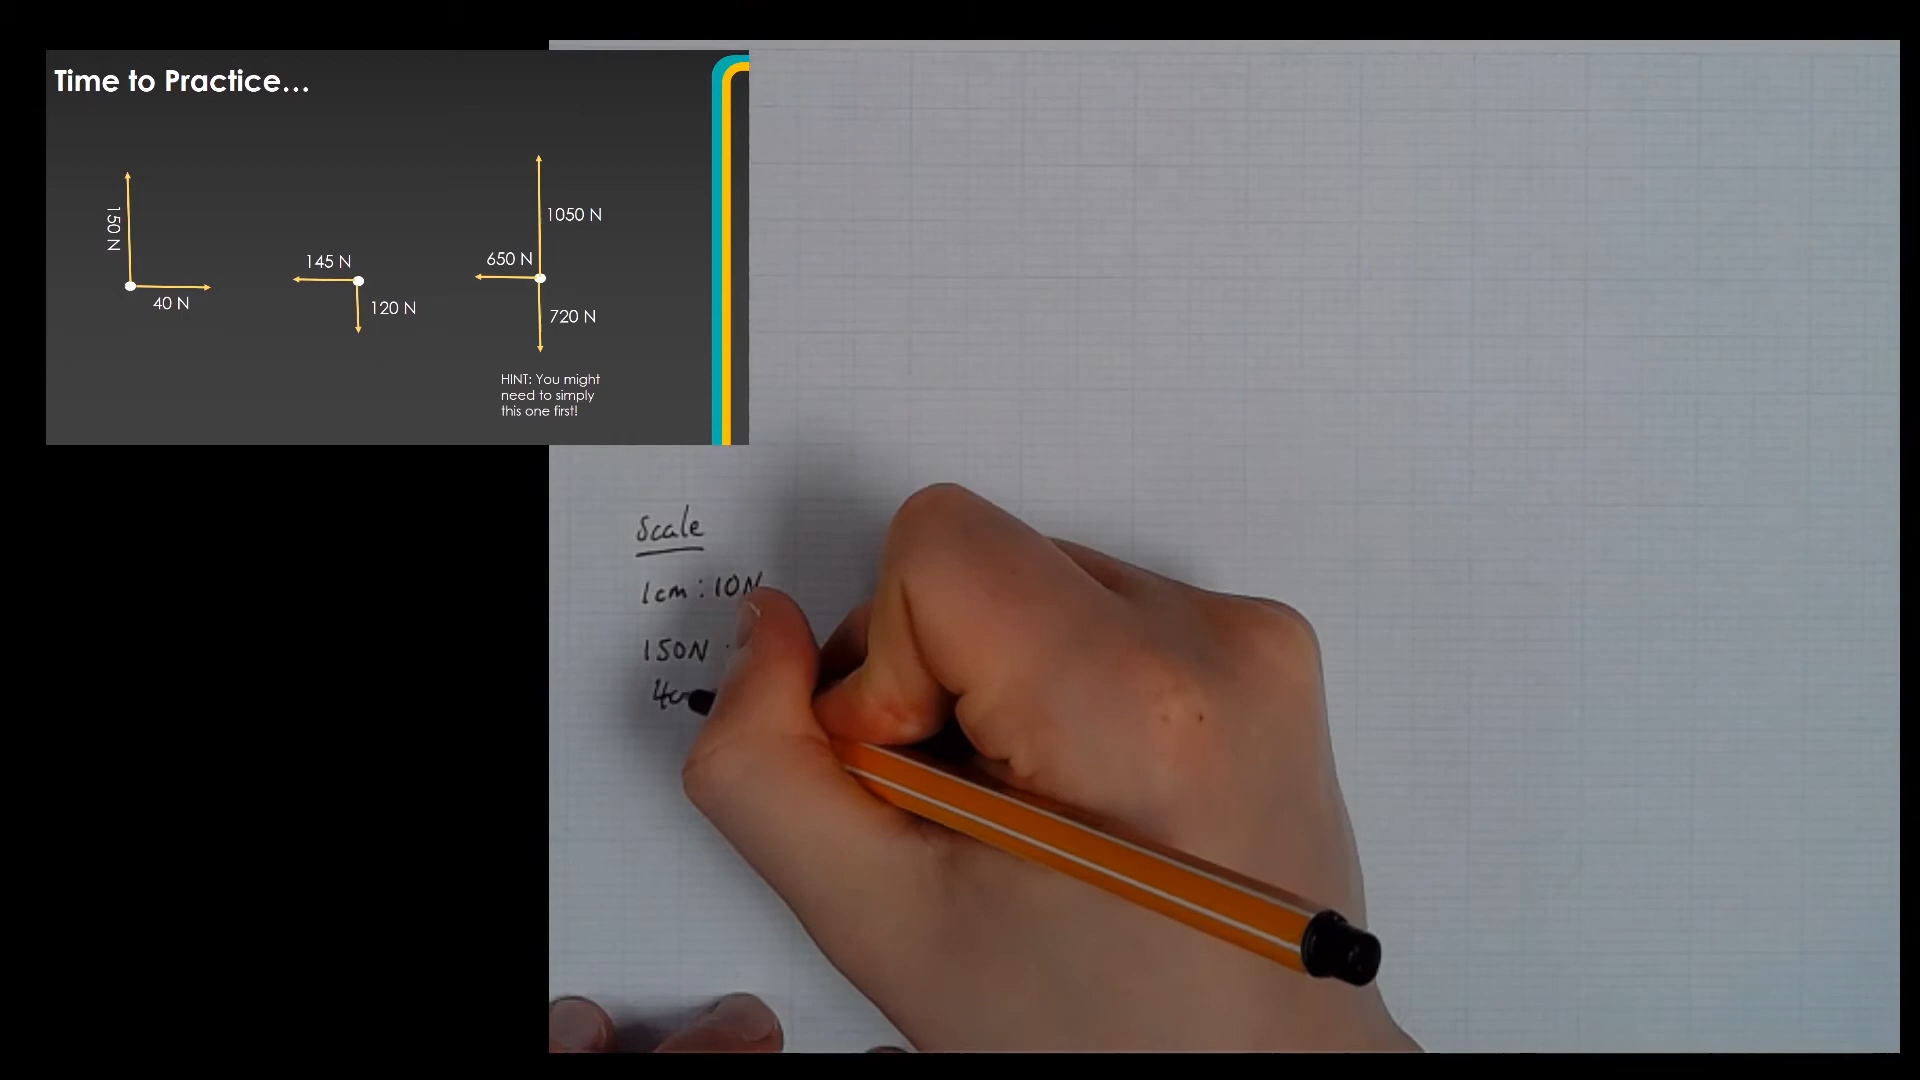 Time to Practice...
150 N
40 N
145 N
120 N
1050 N
650 N
720 N
HINT: You might
need to simply
this one first!
Scale
1cm : 10N
150N